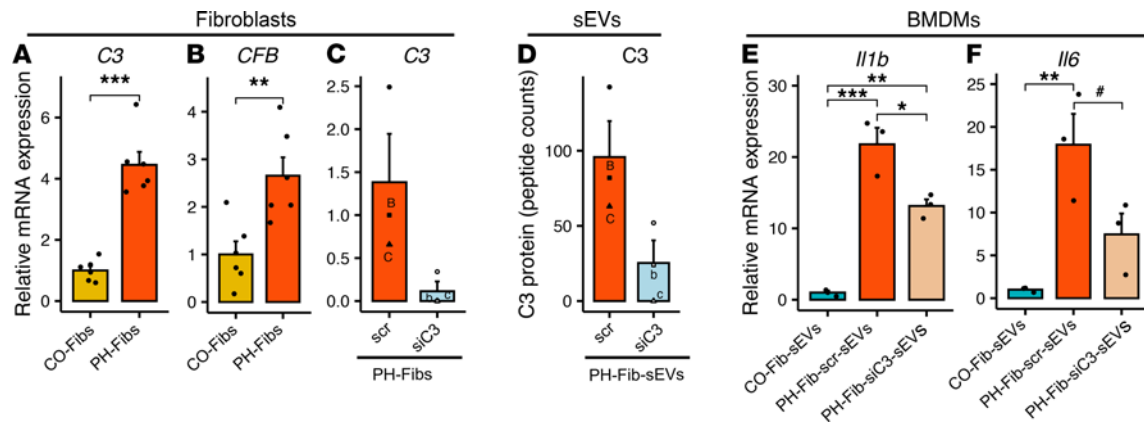 Fibroblasts
sEVs
BMDMs
A
C3
***
Relative mRNA expression
6
4
2
0
CO-Fibs
PH-Fibs
B
CFB
**
4
3
2
1
0
CO-Fibs
PH-Fibs
C
C3
2.5
2.0
1.5
1.0
0.5
0.0
B
C
b
c
scr
siC3
PH-Fibs
D
C3
C3 protein (peptide counts)
100
50
0
B
C
b
c
scr
siC3
PH-Fib-sEVs
E
Il1b
**
***
*
Relative mRNA expression
30
20
10
0
CO-Fib-sEVs
PH-Fib-scr-sEVs
PH-Fib-siC3-sEVS
F
Il6
**
#
25
20
15
10
5
0
CO-Fib-sEVs
PH-Fib-scr-sEVs
PH-Fib-siC3-sEVS